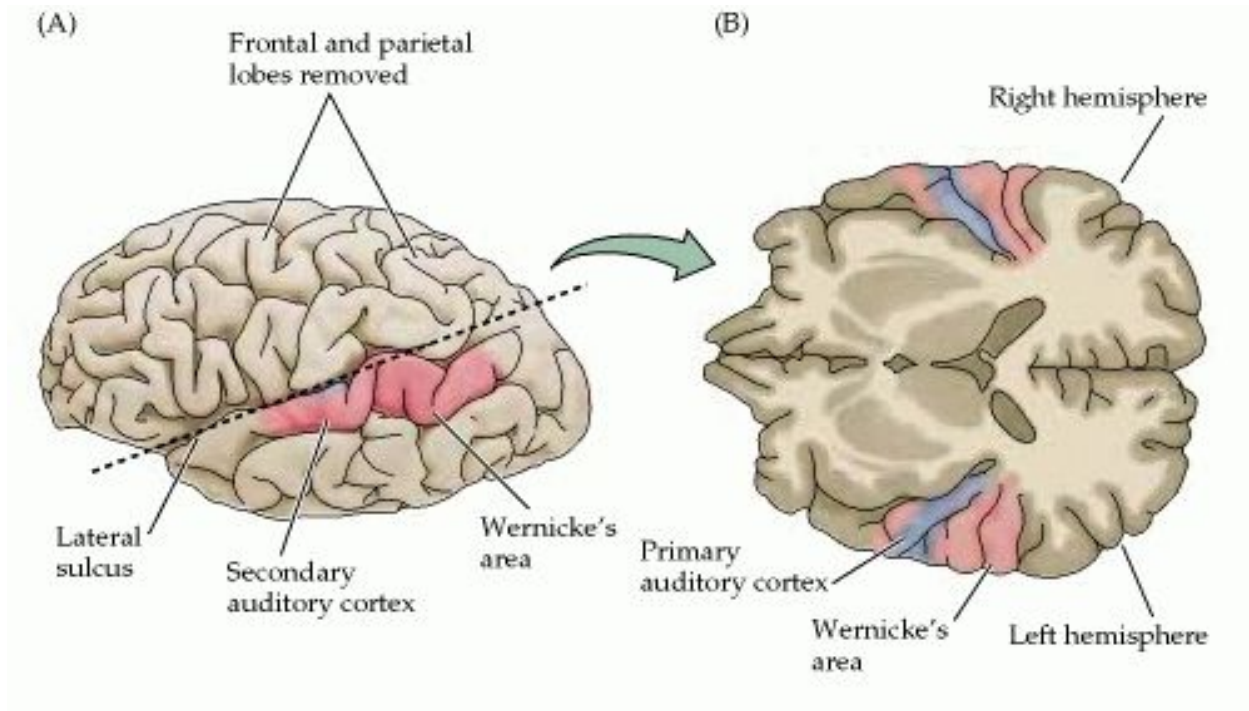 (A)
Frontal and parietal
lobes removed
Lateral
sulcus
Secondary
auditory cortex
Wernicke's
area
(B)
Right hemisphere
Primary
auditory cortex
Wernicke's
area
Left hemisphere